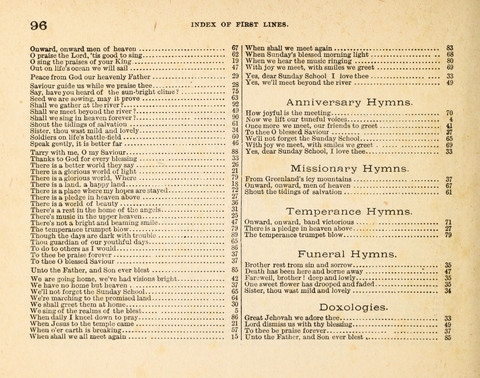 96
INDEX OF FIRST LINES.
Onward, onward men of heaven 67
O praise the Lord, 'tis good to sing 62
O sing the praises of your King 19
Out on life's ocean we sail 47
Peace from God our heavenly Father 29
Saviour guide us while we praise thee
Say, have you heard of the sun-bright clime?
Seed we are sowing, may it prove 63
Shall we gather at the river? 92
Shall we meet beyond the river? 49
Shall we sing in heaven forever? 90
Shout the tidings of salvation 61
Sister, thou wast mild and lovely 34
Soldiers on life's battle-field 60
Speak gently, it is better far 46
Tarry with me, O my Saviour 88
Thanks to God for every blessing 33
There is a better world they say 26
There is a glorious world of light 21
There is a glorious world, Where 79
There is a land, a happy land 18
There is a place where my hopes are stayed 72
There is a pledge in heaven above 27
There is a world of beauty 36
There's a rest in the home of the angels 31
There's music in the upper heaven 25
There's not a bright and beaming smile 47
The temperance trumpet blow 79
Though the days are dark with trouble 89
Thou guardian of our youthful days 65
To do to others as I would 86
To thee be praise forever 37
To thee O blessed Saviour 37
Unto the Father, and Son ever blest 85
We are going home, we've had visions bright 42
We have no home but heaven 37
We'll not forget the Sunday School 65
We're marching to the promised land 64
We shall greet them at home 30
We sing of the realms of the blest 5
When daily I kneel down to pray 86
When Jesus to the temple came 21
When o'er earth is breaking 57
When shall we all meet again 15
When shall we meet again 83
When Sunday's blessed morning light 68
When we hear the music ringing 80
With joy we meet, with smiles we greet 69
Yes, dear Sunday School I love thee 33
Yes, we'll meet beyond the river 49
Anniversary Hymns.
How joyful is the meeting 70
Now we lift our tuneful voices 4
Once more we meet, our friends to greet 41
To thee O blessed Saviour 37
We'll not forget the Sunday School 65
With joy we meet, with smiles we greet 69
Yes, dear Sunday School, I love thee 33
Missionary Hymns.
From Greenland's icy mountains 37
Onward, onward, men of heaven 67
Shout the tidings of salvation 61
Temperance Hymns.
Onward, onward, band victorious 71
There is a pledge in heaven above 27
The temperance trumpet blow 79
Funeral Hymns.
Brother rest from sin and sorrow 35
Death has been here and borne away 47
Farewell, brother! deep and lowly 35
One sweet flower has drooped and faded 35
Sister, thou wast mild and lovely 34
Doxologies.
Great Jehovah we adore thee 33
Lord dismiss us with thy blessing 49
To thee be praise forever 37
Unto the Father, and Son ever blest 85